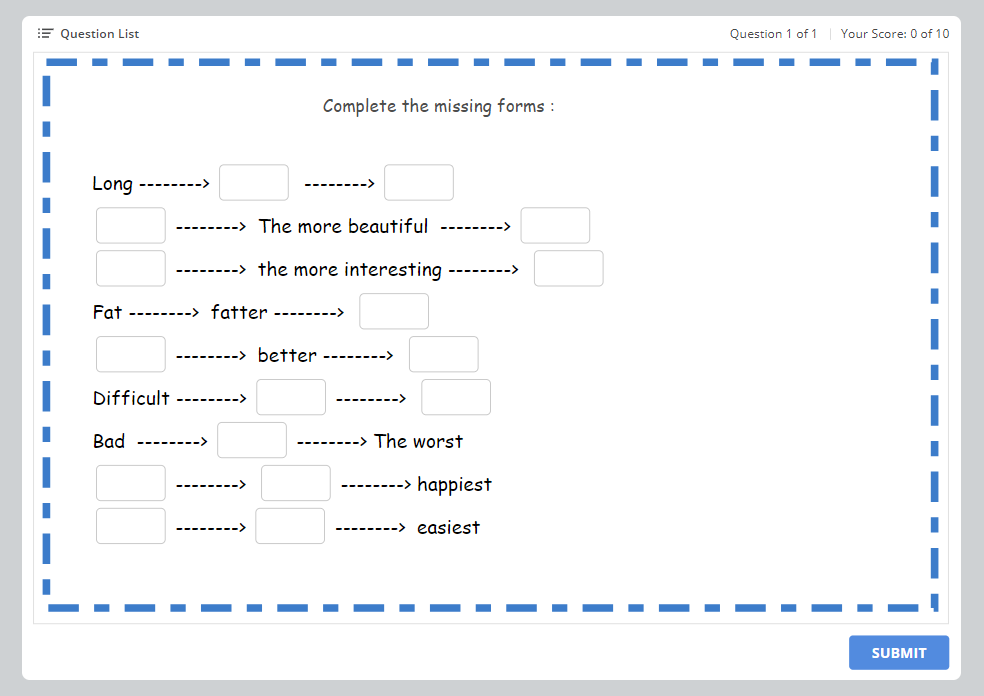 Question List
Question 1 of 1 | Your Score: 0 of 10
Complete the missing forms :
Long --------> -------->
--------> The more beautiful -------->
--------> the more interesting -------->
Fat --------> fatter -------->
--------> better -------->
Difficult --------> -------->
Bad --------> --------> The worst
--------> --------> happiest
--------> --------> easiest
SUBMIT